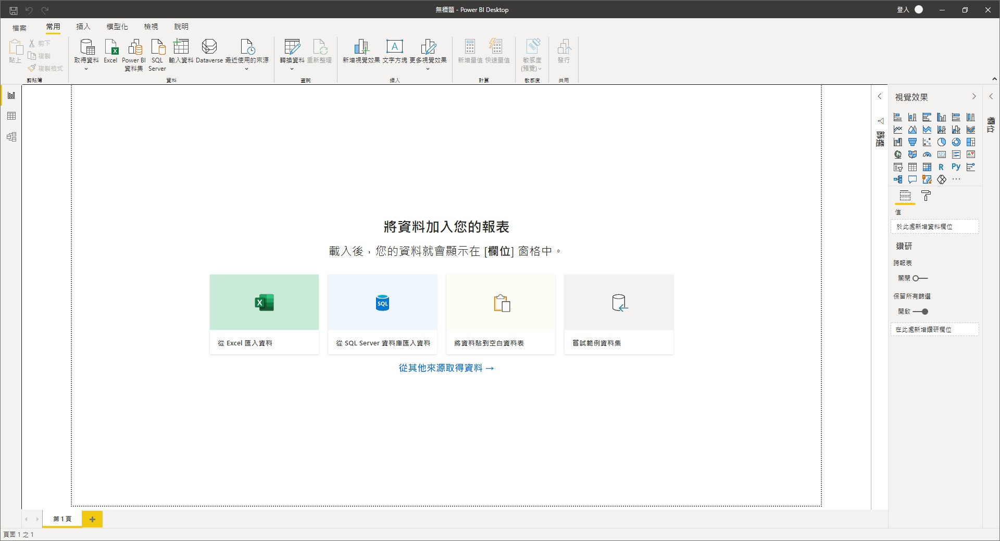 無標題 - Power BI Desktop
登入
檔案
常用
插入
模型化
檢視
說明
貼上
剪下
複製
複製格式
剪貼簿
取得資料
Excel
Power BI
資料集
SQL
Server
輸入資料
Dataverse
最近使用的來源
資料
轉換資料
重新整理
查詢
新增視覺效果
文字方塊
更多視覺效果
插入
新增量值
快速量值
計算
敏感度
(預覽)
敏感度
發行
共用
將資料加入您的報表
載入後，您的資料就會顯示在 [欄位] 窗格中。
SQL
從 Excel 匯入資料
從 SQL Server 資料庫匯入資料
將資料貼到空白資料表
嘗試範例資料集
從其他來源取得資料 →
篩選
視覺效果
123
R
Py
值
於此處新增資料欄位
鑽研
跨報表
關閉
保留所有篩選
開啟
在此處新增鑽研欄位
欄位
第 1 頁
頁面 1 之 1